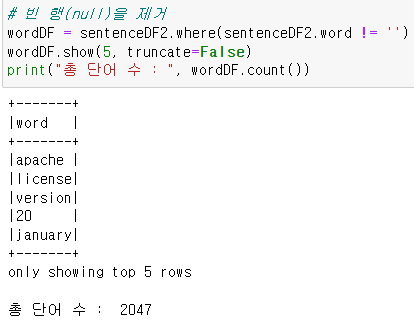 # 빈 행(null)을 제거
wordDF = sentenceDF2.where(sentenceDF2.word != '')
wordDF.show(5, truncate=False)
print("총 단어 수 : ", wordDF.count())
+-------+
|word   |
+-------+
|apache |
|license|
|version|
|20     |
|january|
+-------+
only showing top 5 rows

총 단어 수 :  2047